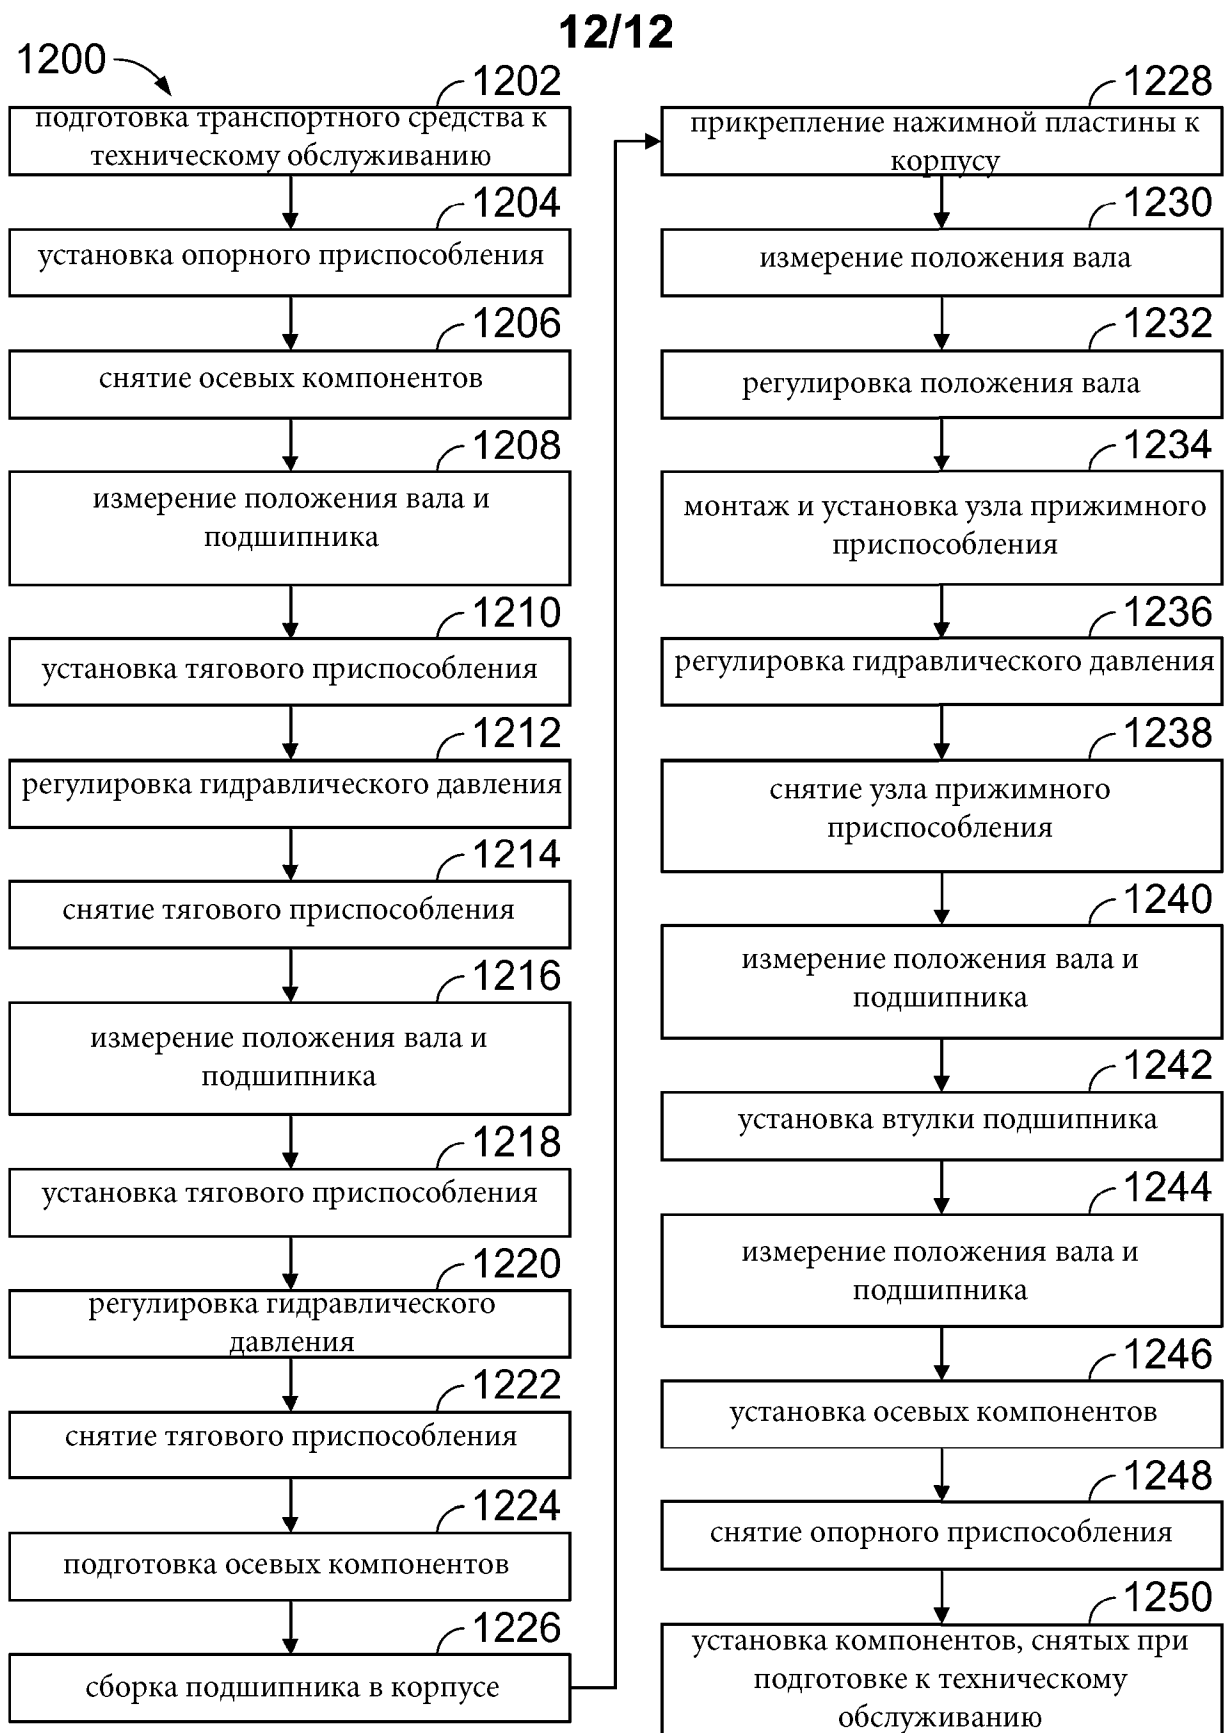 12/12
1200
1202
подготовка транспортного средства к
техническому обслуживанию
1204
установка опорного приспособления
1206
снятие осевых компонентов
1208
измерение положения вала и
подшипника
1210
установка тягового приспособления
1212
регулировка гидравлического давления
1214
снятие тягового приспособления
1216
измерение положения вала и
подшипника
1218
установка тягового приспособления
1220
регулировка гидравлического
давления
1222
снятие тягового приспособления
1224
подготовка осевых компонентов
1226
сборка подшипника в корпусе
1228
прикрепление нажимной пластины к
корпусу
1230
измерение положения вала
1232
регулировка положения вала
1234
монтаж и установка узла прижимного
приспособления
1236
регулировка гидравлического давления
1238
снятие узла прижимного
приспособления
1240
измерение положения вала и
подшипника
1242
установка втулки подшипника
1244
измерение положения вала и
подшипника
1246
установка осевых компонентов
1248
снятие опорного приспособления
1250
установка компонентов, снятых при
подготовке к техническому
обслуживанию